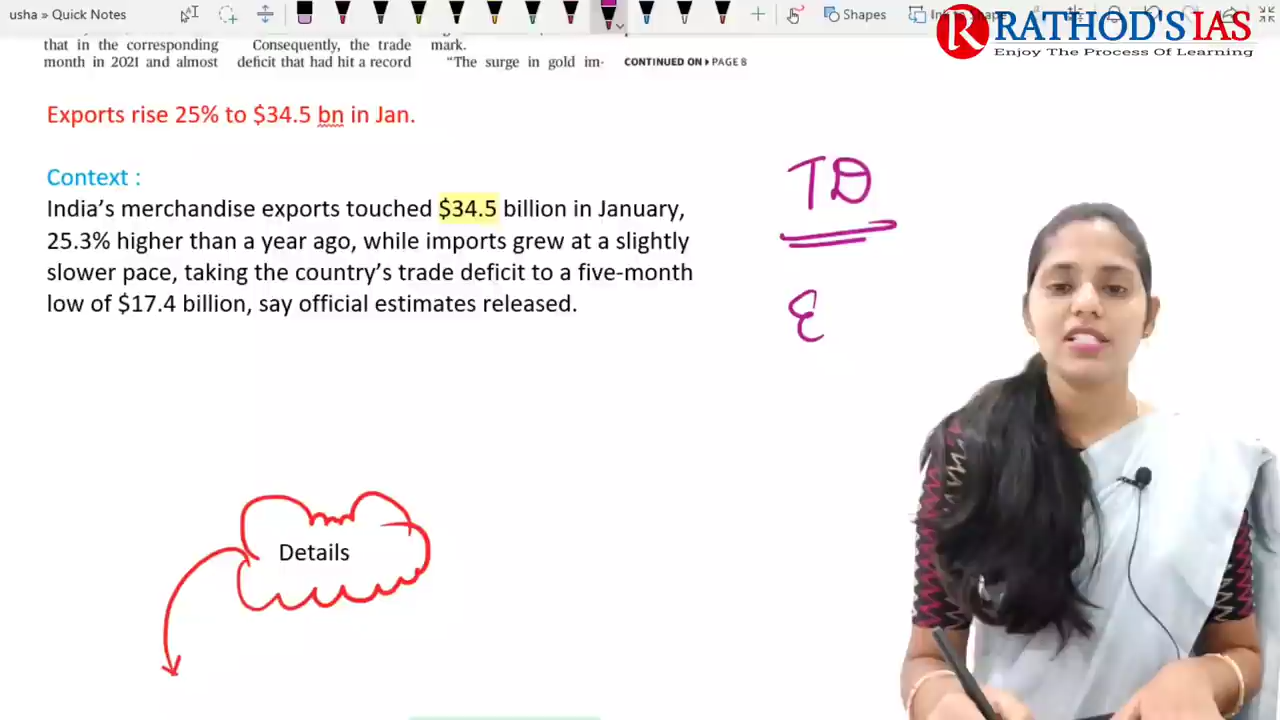 usha » Quick Notes
Shapes
RATHOD'S IAS
Enjoy The Process Of Learning
that in the corresponding
month in 2021 and almost
Consequently, the trade
deficit that had hit a record
mark.
"The surge in gold im-
CONTINUED ON ▸ PAGE 8
Exports rise 25% to $34.5 bn in Jan.
Context :
India's merchandise exports touched $34.5 billion in January,
25.3% higher than a year ago, while imports grew at a slightly
slower pace, taking the country's trade deficit to a five-month
low of $17.4 billion, say official estimates released.
TD
E
Details